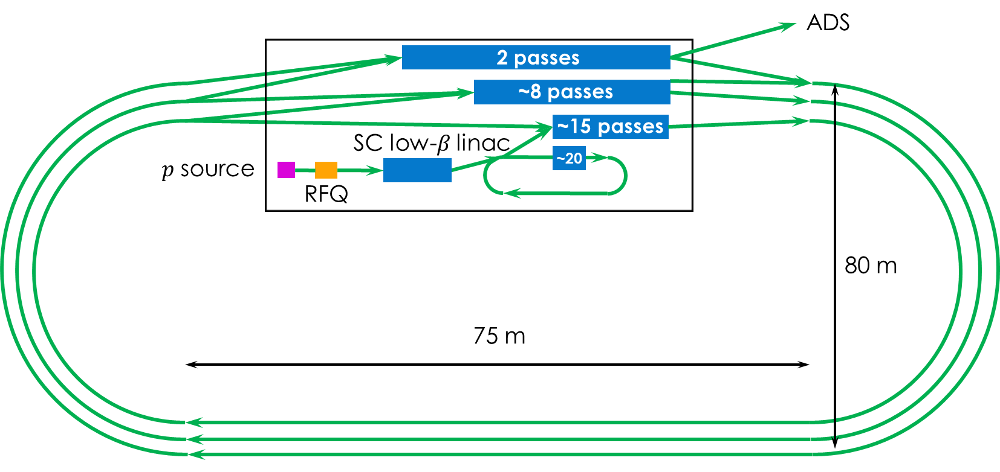 ADS
2 passes
~8 passes
~15 passes
SC low-β linac
~20
p source
RFQ
80 m
75 m